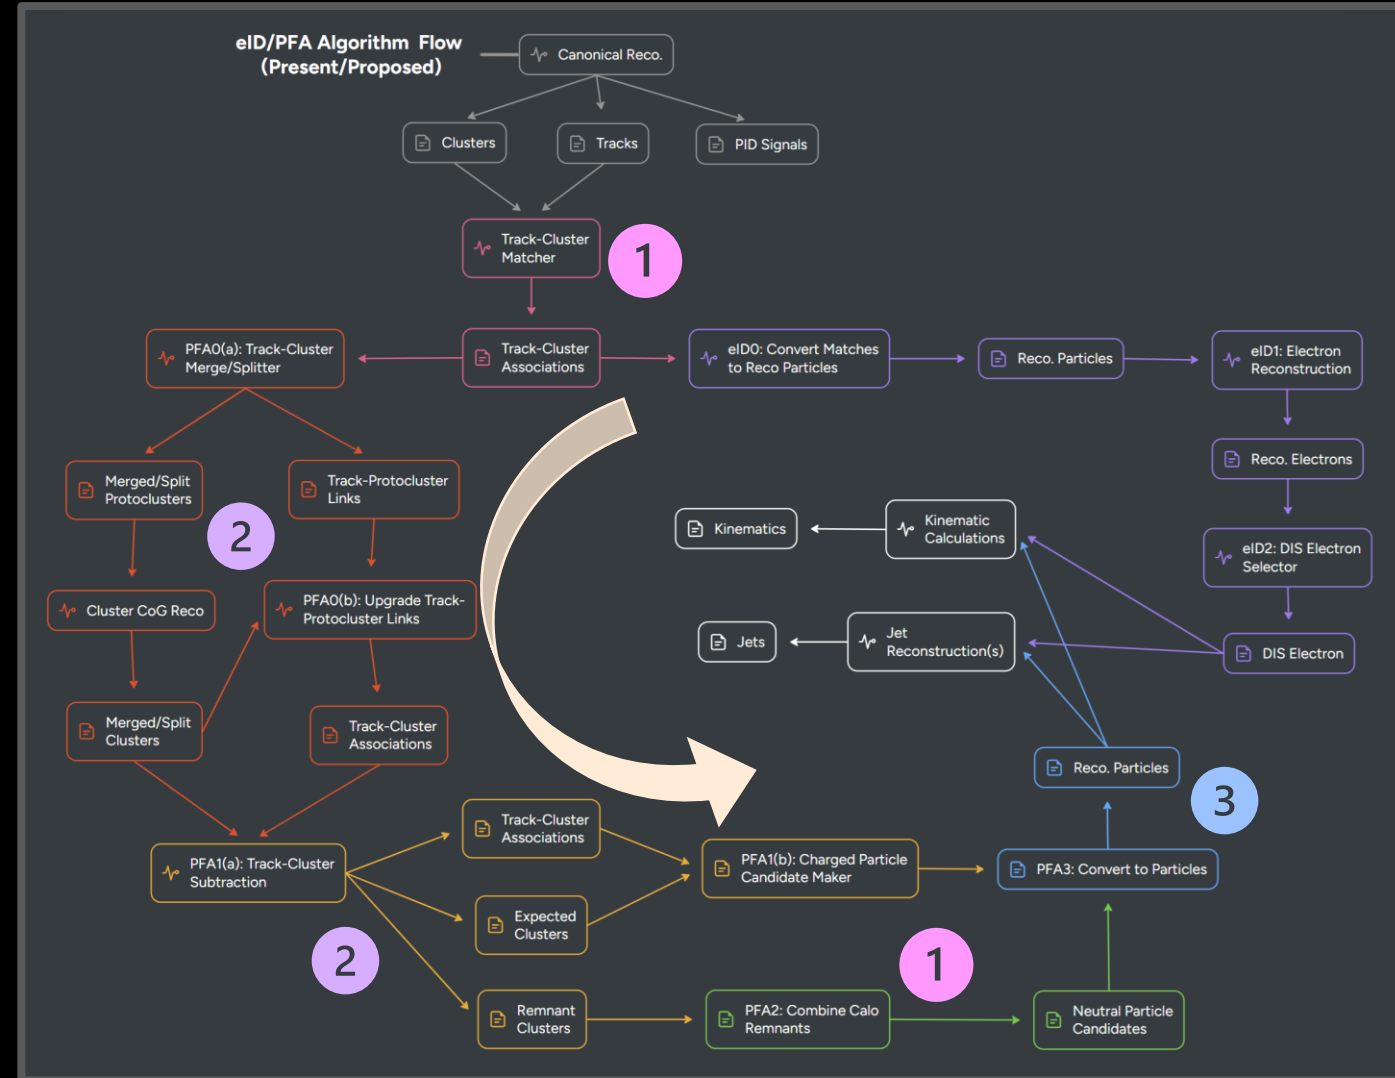 eID/PFA Algorithm Flow
(Present/Proposed)
Canonical Reco.
Clusters
Tracks
PID Signals
Track-Cluster
Matcher
1
PFA0(a): Track-Cluster
Merge/Splitter
Track-Cluster
Associations
eID0: Convert Matches
to Reco Particles
Reco. Particles
eID1: Electron
Reconstruction
Merged/Split
Protoclusters
Track-Protocluster
Links
Reco. Electrons
2
Kinematics
Kinematic
Calculations
eID2: DIS Electron
Selector
Cluster CoG Reco
PFA0(b): Upgrade Track-
Protocluster Links
Jets
Jet
Reconstruction(s)
DIS Electron
Merged/Split
Clusters
Track-Cluster
Associations
Reco. Particles
3
PFA1(a): Track-Cluster
Subtraction
Track-Cluster
Associations
PFA1(b): Charged Particle
Candidate Maker
PFA3: Convert to Particles
Expected
Clusters
2
1
Remnant
Clusters
PFA2: Combine Calo
Remnants
Neutral Particle
Candidates